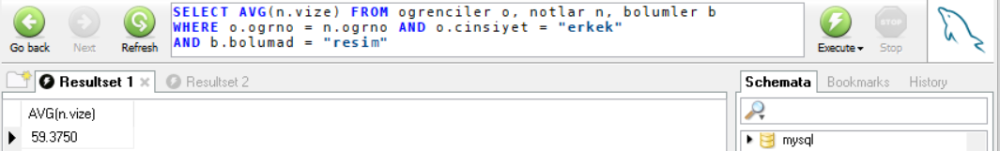 SELECT AVG(n.vize) FROM ogrenciler o, notlar n, bolumler b
WHERE o.ogrno = n.ogrno AND o.cinsiyet = "erkek"
AND b.bolumad = "resim"
Go back Next Refresh Execute Stop
STOP
Resultset 1 Resultset 2
Schemata Bookmarks History
AVG(n.vize)
59.3750
mysql